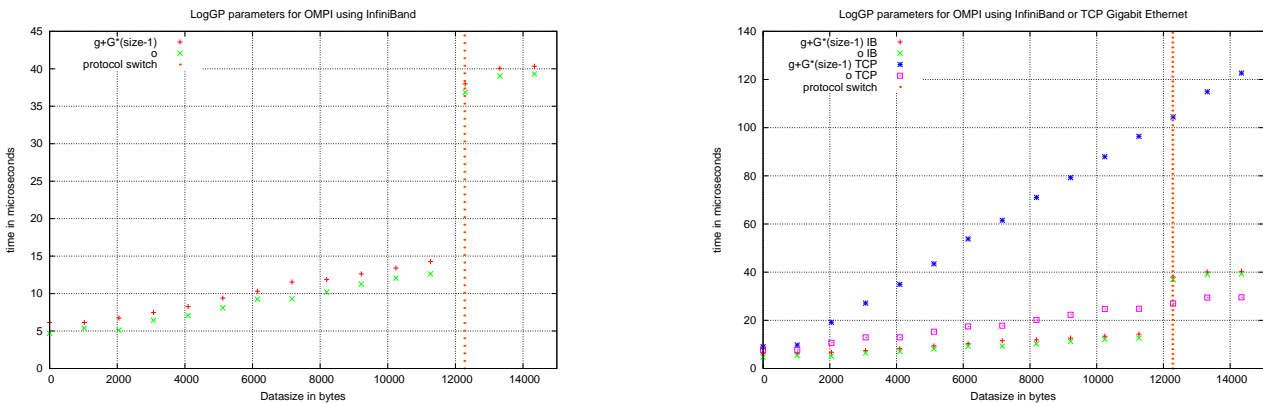 LogGP parameters for OMPI using InfiniBand
45
40
35
30
25
20
15
10
5
0
0 2000 4000 6000 8000 10000 12000 14000
time in microseconds
Datasize in bytes
g+G*(size-1)
o
protocol switch
LogGP parameters for OMPI using InfiniBand or TCP Gigabit Ethernet
140
120
100
80
60
40
20
0
0 2000 4000 6000 8000 10000 12000 14000
time in microseconds
Datasize in bytes
g+G*(size-1) IB
o IB
g+G*(size-1) TCP
o TCP
protocol switch